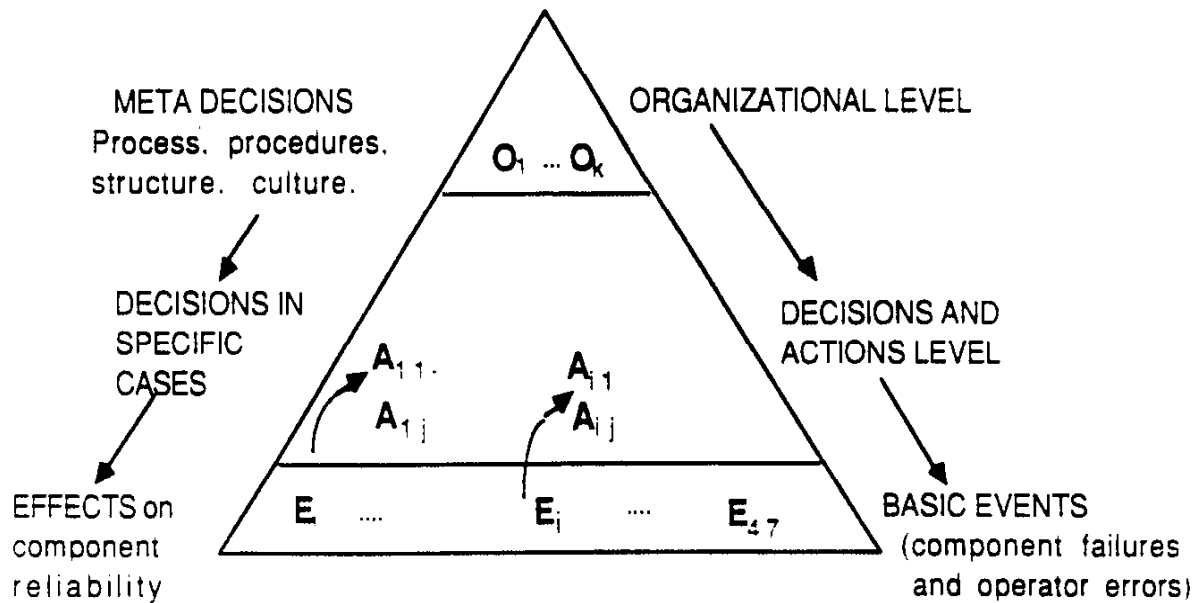 META DECISIONS
Process. procedures.
structure. culture.
ORGANIZATIONAL LEVEL
O1 ... Ok
DECISIONS IN
SPECIFIC
CASES
DECISIONS AND
ACTIONS LEVEL
A11.
A1j
Ai1
Aij
EFFECTS on
component
reliability
E .... Ei .... E47
BASIC EVENTS
(component failures
and operator errors)